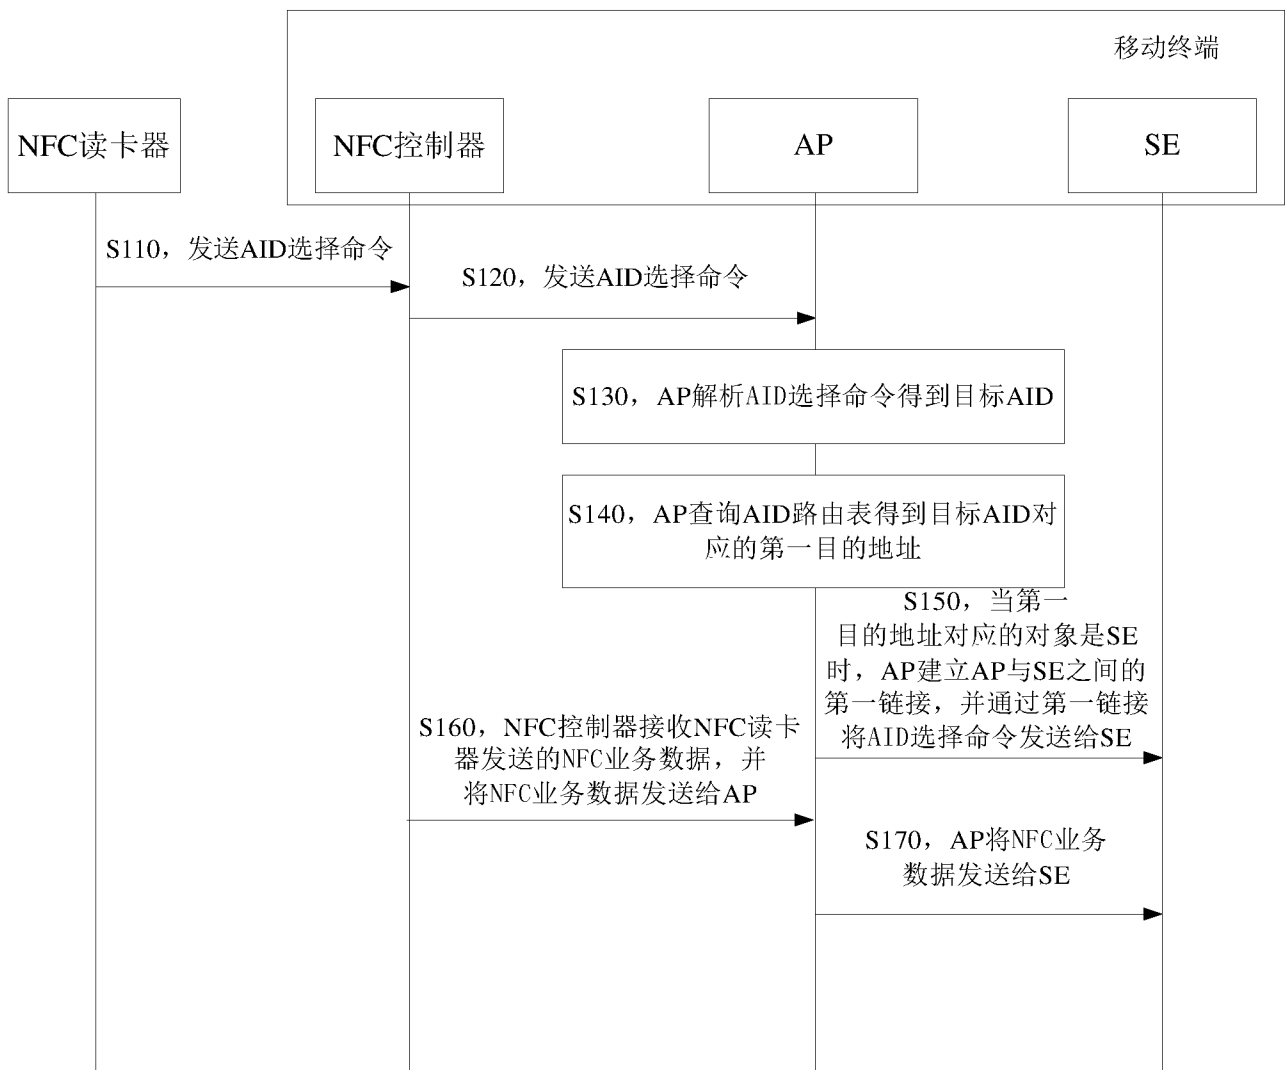 移动终端
NFC读卡器
NFC控制器
AP
SE
S110，发送AID选择命令
S120，发送AID选择命令
S130，AP解析AID选择命令得到目标AID
S140，AP查询AID路由表得到目标AID对
应的第一目的地址
S150，当第一
目的地址对应的对象是SE
时，AP建立AP与SE之间的
第一链接，并通过第一链接
将AID选择命令发送给SE
S160，NFC控制器接收NFC读卡
器发送的NFC业务数据，并
将NFC业务数据发送给AP
S170，AP将NFC业务
数据发送给SE